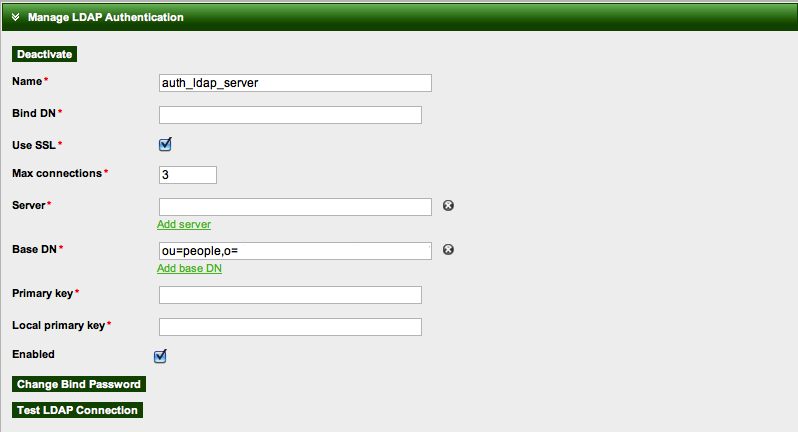 Manage LDAP Authentication
Deactivate
Name* auth_ldap_server
Bind DN*
Use SSL*
Max connections* 3
Server*
Add server
Base DN* ou=people,o=
Add base DN
Primary key*
Local primary key*
Enabled
Change Bind Password
Test LDAP Connection